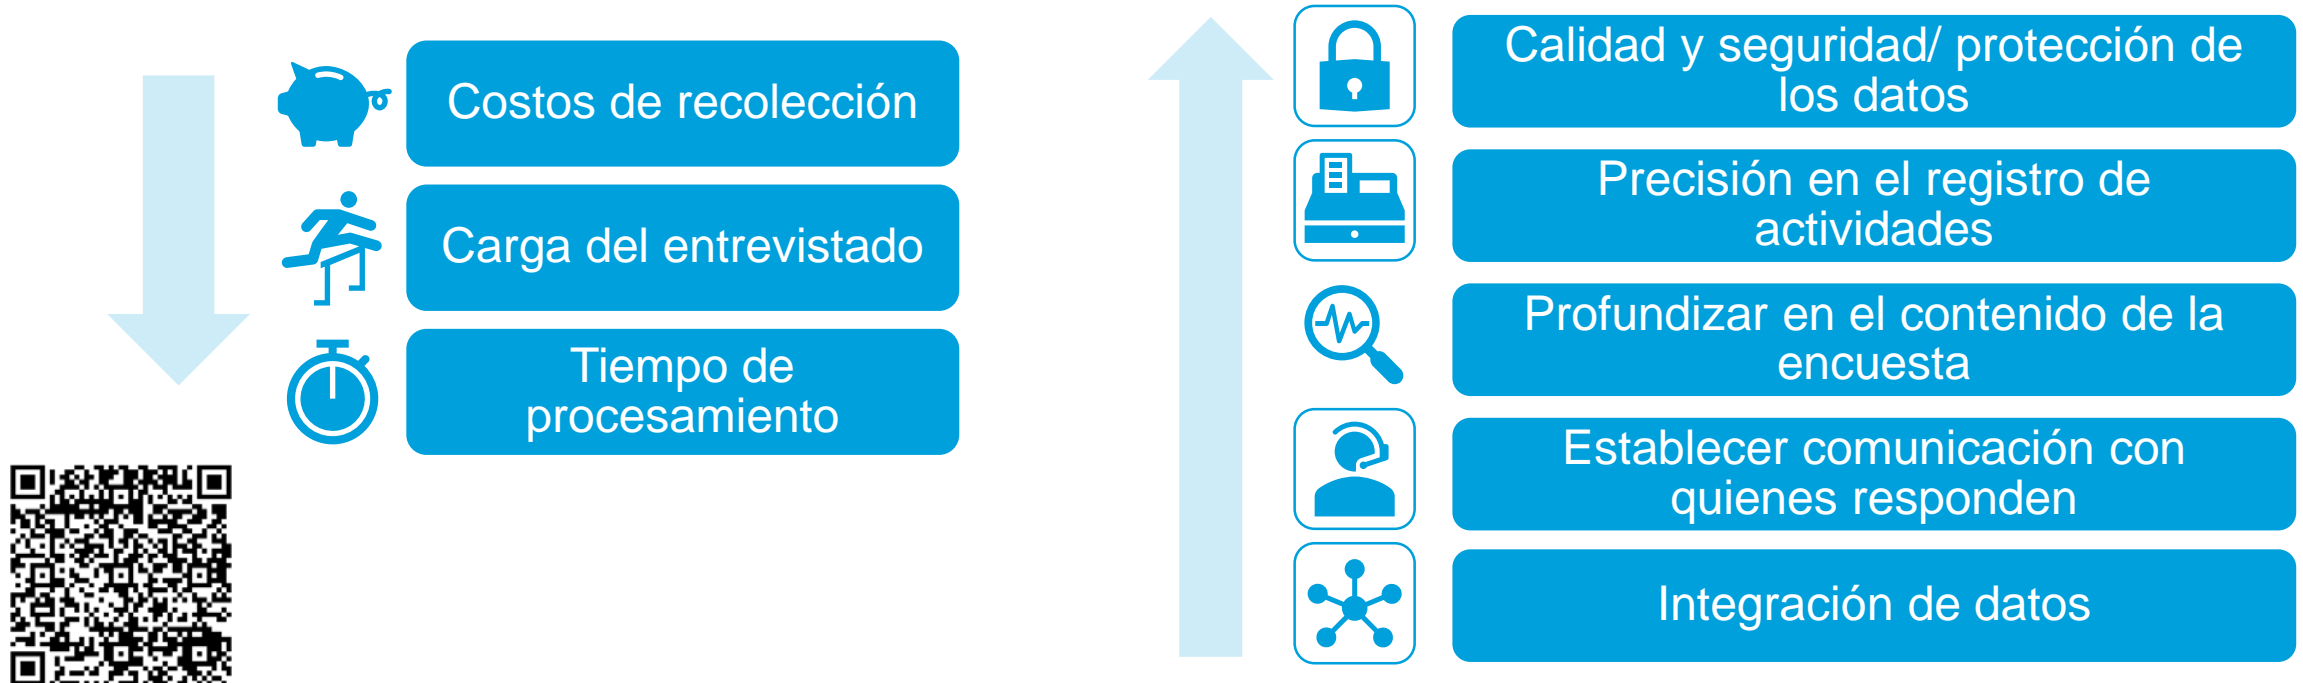 Costos de recolección
Carga del entrevistado
Tiempo de
procesamiento
Calidad y seguridad/ protección de
los datos
Precisión en el registro de
actividades
Profundizar en el contenido de la
encuesta
Establecer comunicación con
quienes responden
Integración de datos